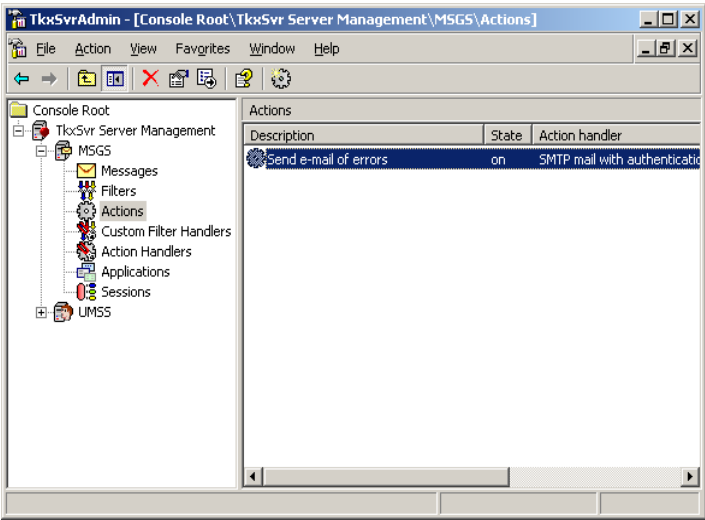 TkxSvrAdmin - [Console Root\TkxSvr Server Management\MSGS\Actions]
File Action View Favorites Window Help
Console Root
TkxSvr Server Management
MSGS
Messages
Filters
Actions
Custom Filter Handlers
Action Handlers
Applications
Sessions
UMSS
Actions
Description State Action handler
Send e-mail of errors on SMTP mail with authenticatio